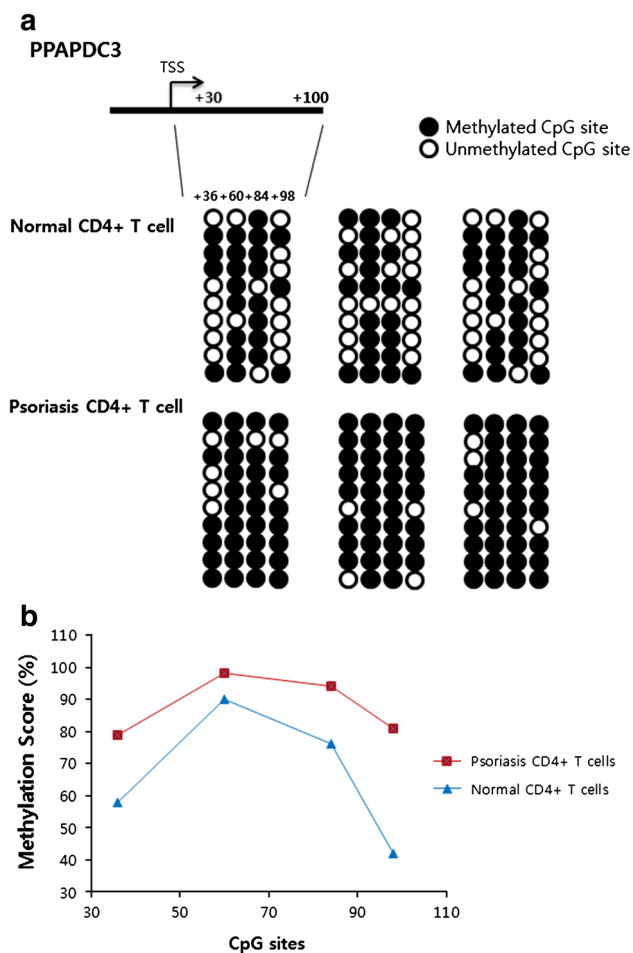 a
PPAPDC3
TSS
+30
+100
Methylated CpG site
Unmethylated CpG site
+36 +60 +84 +98
Normal CD4+ T cell
Psoriasis CD4+ T cell
b
110
100
90
80
70
60
50
40
30
Methylation Score (%)
30 50 70 90 110
CpG sites
Psoriasis CD4+ T cells
Normal CD4+ T cells